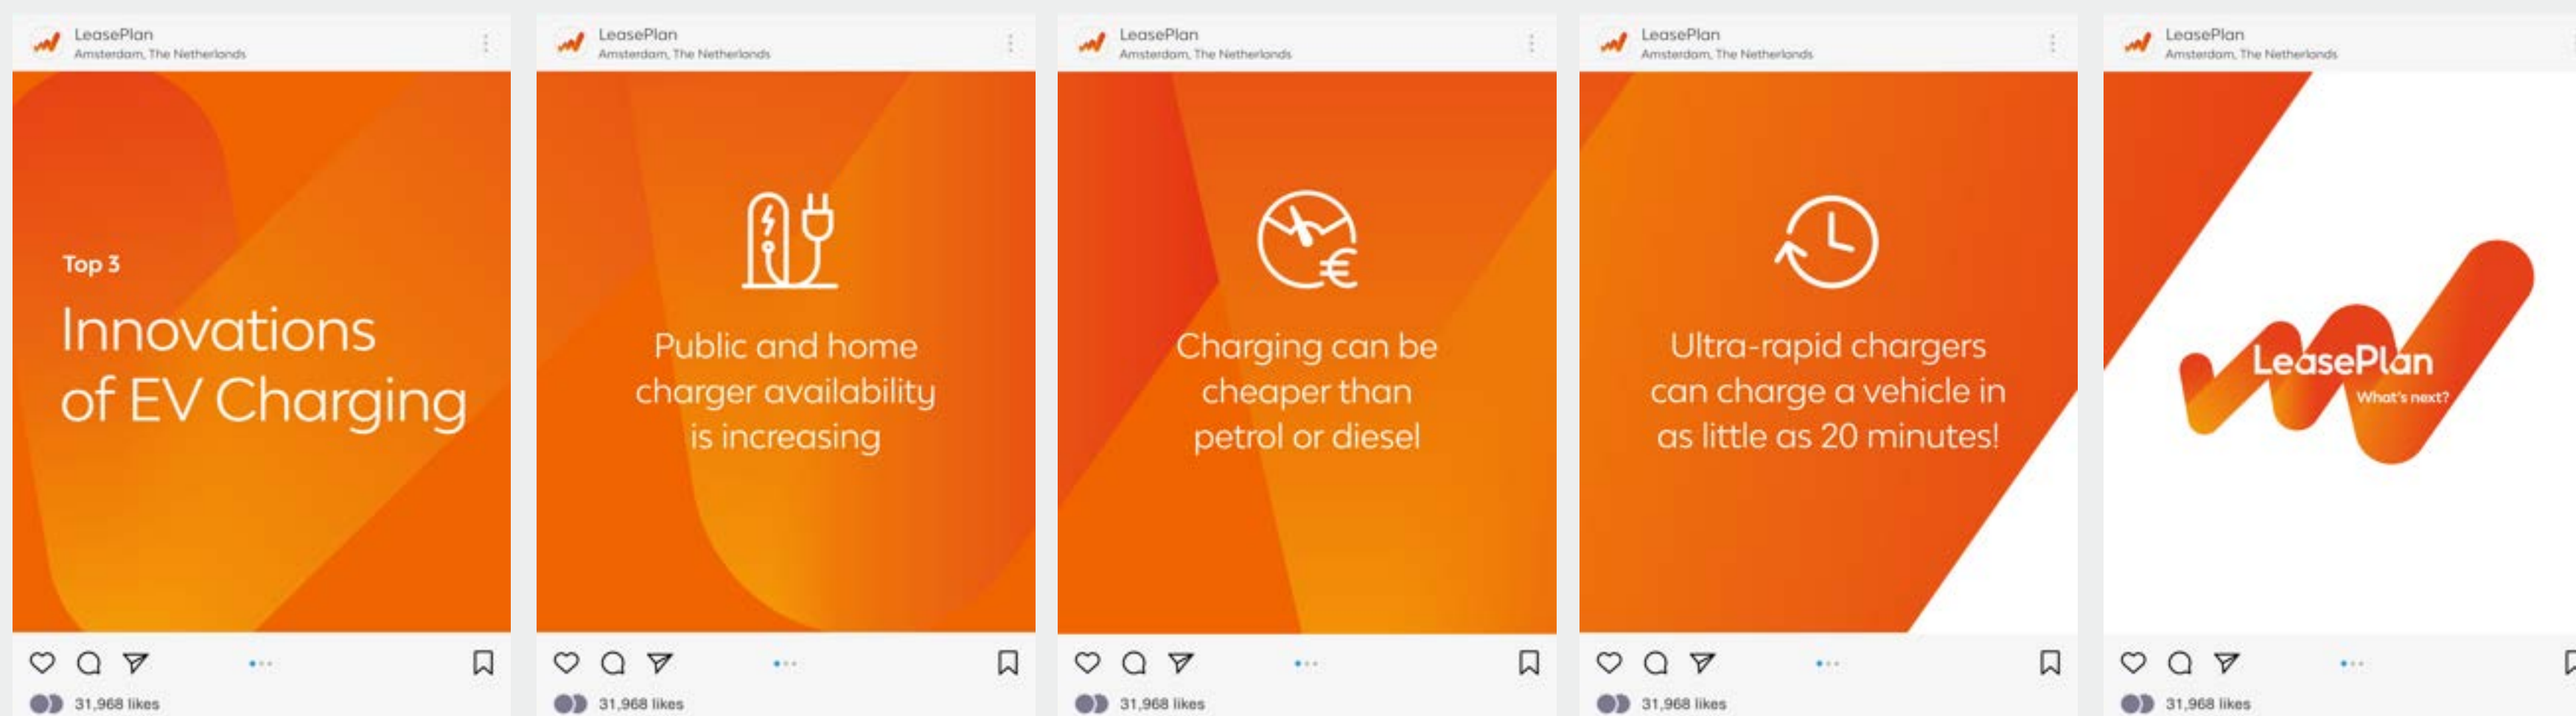 LeasePlan
Amsterdam, The Netherlands
Top 3
Innovations
of EV Charging
31,968 likes
LeasePlan
Amsterdam, The Netherlands
Public and home
charger availability
is increasing
31,968 likes
LeasePlan
Amsterdam, The Netherlands
€
Charging can be
cheaper than
petrol or diesel
31,968 likes
LeasePlan
Amsterdam, The Netherlands
Ultra-rapid chargers
can charge a vehicle in
as little as 20 minutes!
31,968 likes
LeasePlan
Amsterdam, The Netherlands
LeasePlan
What's next?
31,968 likes